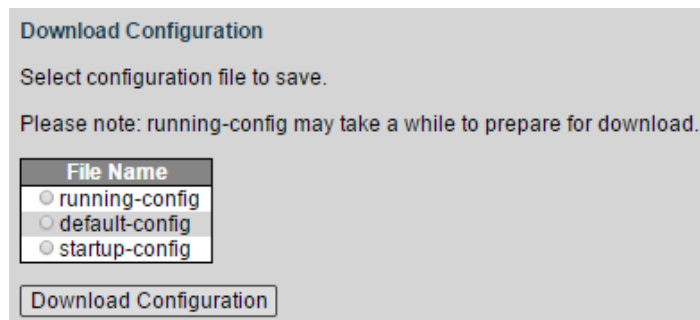 Download Configuration
Select configuration file to save.
Please note: running-config may take a while to prepare for download.
File Name
running-config
default-config
startup-config
Download Configuration